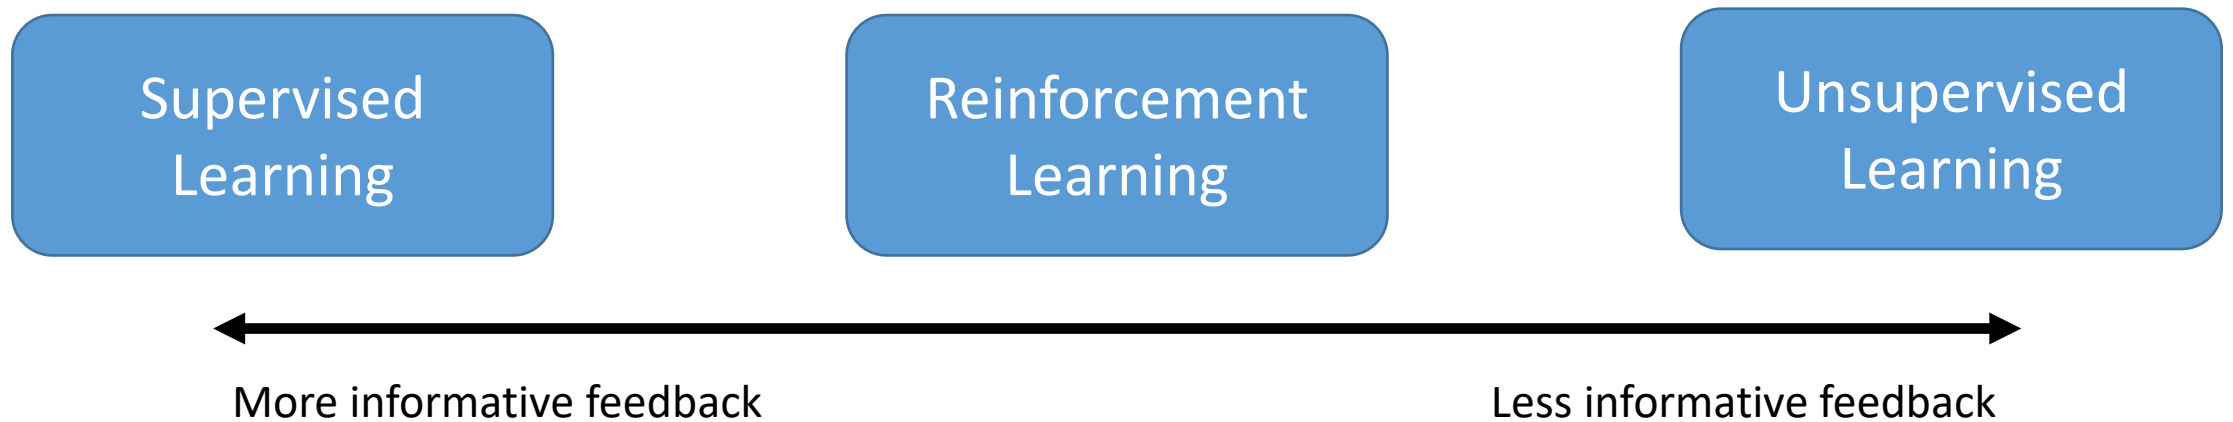 Supervised
Learning
Reinforcement
Learning
Unsupervised
Learning
More informative feedback
Less informative feedback